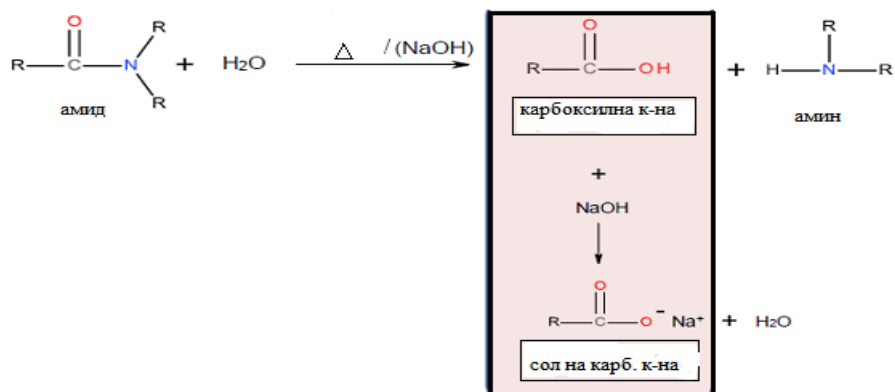 O
R
R—C—N
R
амид
+ H2O
△ / (NaOH)
O
R—C—OH
карбоксилна к-на
+
R
H—N—R
амин
+
NaOH
O
R—C—O⁻ Na⁺ + H2O
сол на карб. к-на